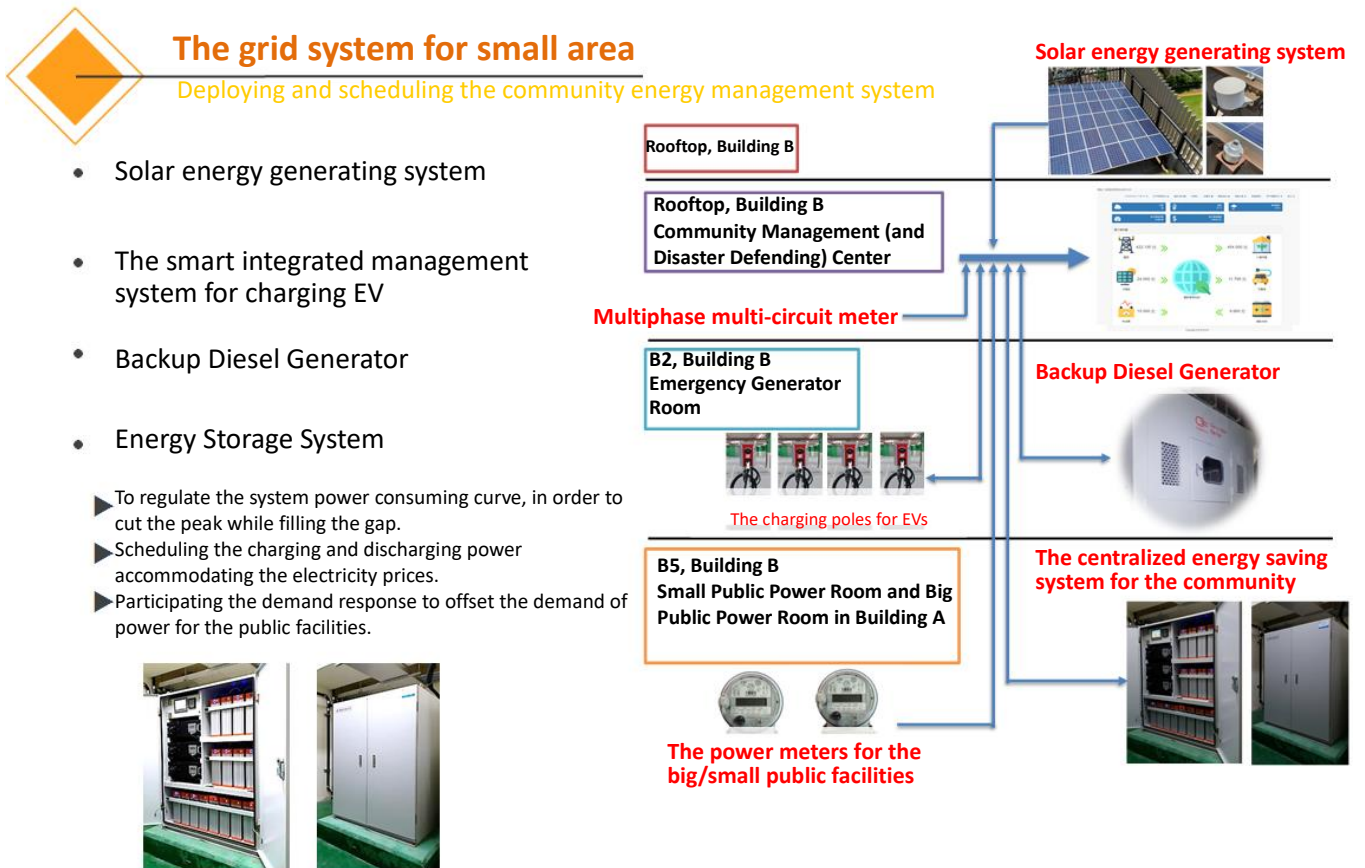 The grid system for small area
Deploying and scheduling the community energy management system
Solar energy generating system
The smart integrated management
system for charging EV
Backup Diesel Generator
Energy Storage System
To regulate the system power consuming curve, in order to
cut the peak while filling the gap.
Scheduling the charging and discharging power
accommodating the electricity prices.
Participating the demand response to offset the demand of
power for the public facilities.
Solar energy generating system
Rooftop, Building B
Rooftop, Building B
Community Management (and
Disaster Defending) Center
Multiphase multi-circuit meter
B2, Building B
Emergency Generator
Room
Backup Diesel Generator
The charging poles for EVs
B5, Building B
Small Public Power Room and Big
Public Power Room in Building A
The centralized energy saving
system for the community
The power meters for the
big/small public facilities